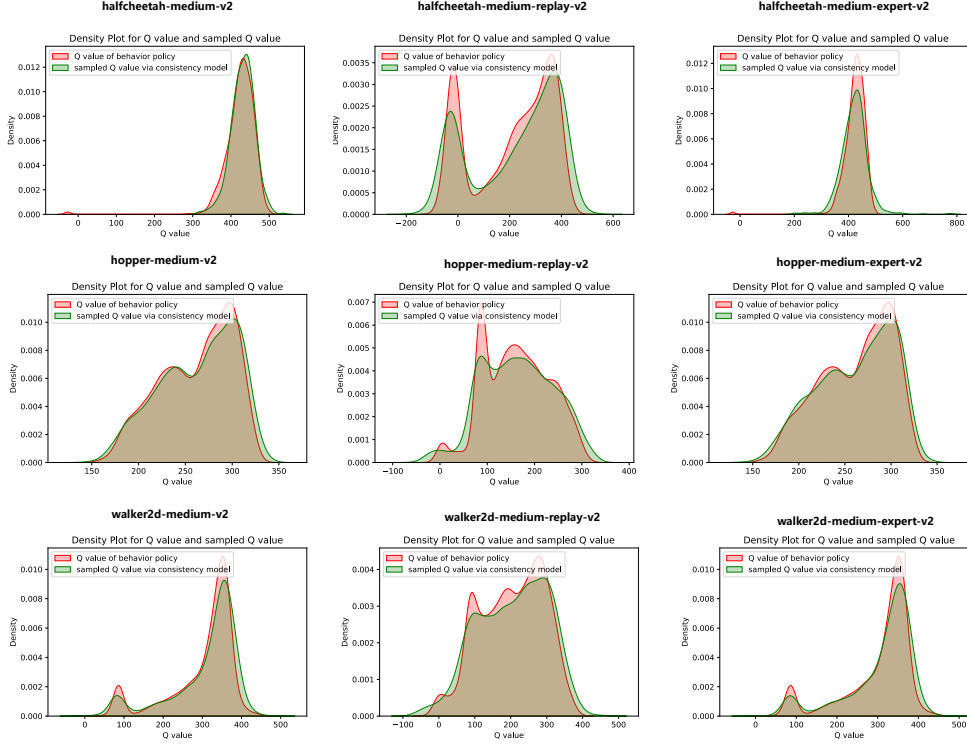 halfcheetah-medium-v2
halfcheetah-medium-replay-v2
halfcheetah-medium-expert-v2
Density Plot for Q value and sampled Q value
Q value of behavior policy
sampled Q value via consistency model
Density
0.012
0.010
0.008
0.006
0.004
0.002
0.000
0
100
200
300
400
500
Q value
Density Plot for Q value and sampled Q value
Q value of behavior policy
sampled Q value via consistency model
Density
0.0035
0.0030
0.0025
0.0020
0.0015
0.0010
0.0005
0.0000
−200
0
200
400
600
Q value
Density Plot for Q value and sampled Q value
Q value of behavior policy
sampled Q value via consistency model
Density
0.012
0.010
0.008
0.006
0.004
0.002
0.000
0
200
400
600
800
Q value
hopper-medium-v2
hopper-medium-replay-v2
hopper-medium-expert-v2
Density Plot for Q value and sampled Q value
Q value of behavior policy
sampled Q value via consistency model
Density
0.010
0.008
0.006
0.004
0.002
0.000
150
200
250
300
350
Q value
Density Plot for Q value and sampled Q value
Q value of behavior policy
sampled Q value via consistency model
Density
0.007
0.006
0.005
0.004
0.003
0.002
0.001
0.000
−100
0
100
200
300
400
Q value
Density Plot for Q value and sampled Q value
Q value of behavior policy
sampled Q value via consistency model
Density
0.010
0.008
0.006
0.004
0.002
0.000
150
200
250
300
350
Q value
walker2d-medium-v2
walker2d-medium-replay-v2
walker2d-medium-expert-v2
Density Plot for Q value and sampled Q value
Q value of behavior policy
sampled Q value via consistency model
Density
0.010
0.008
0.006
0.004
0.002
0.000
0
100
200
300
400
500
Q value
Density Plot for Q value and sampled Q value
Q value of behavior policy
sampled Q value via consistency model
Density
0.004
0.003
0.002
0.001
0.000
−100
0
100
200
300
400
500
Q value
Density Plot for Q value and sampled Q value
Q value of behavior policy
sampled Q value via consistency model
Density
0.010
0.008
0.006
0.004
0.002
0.000
0
100
200
300
400
500
Q value